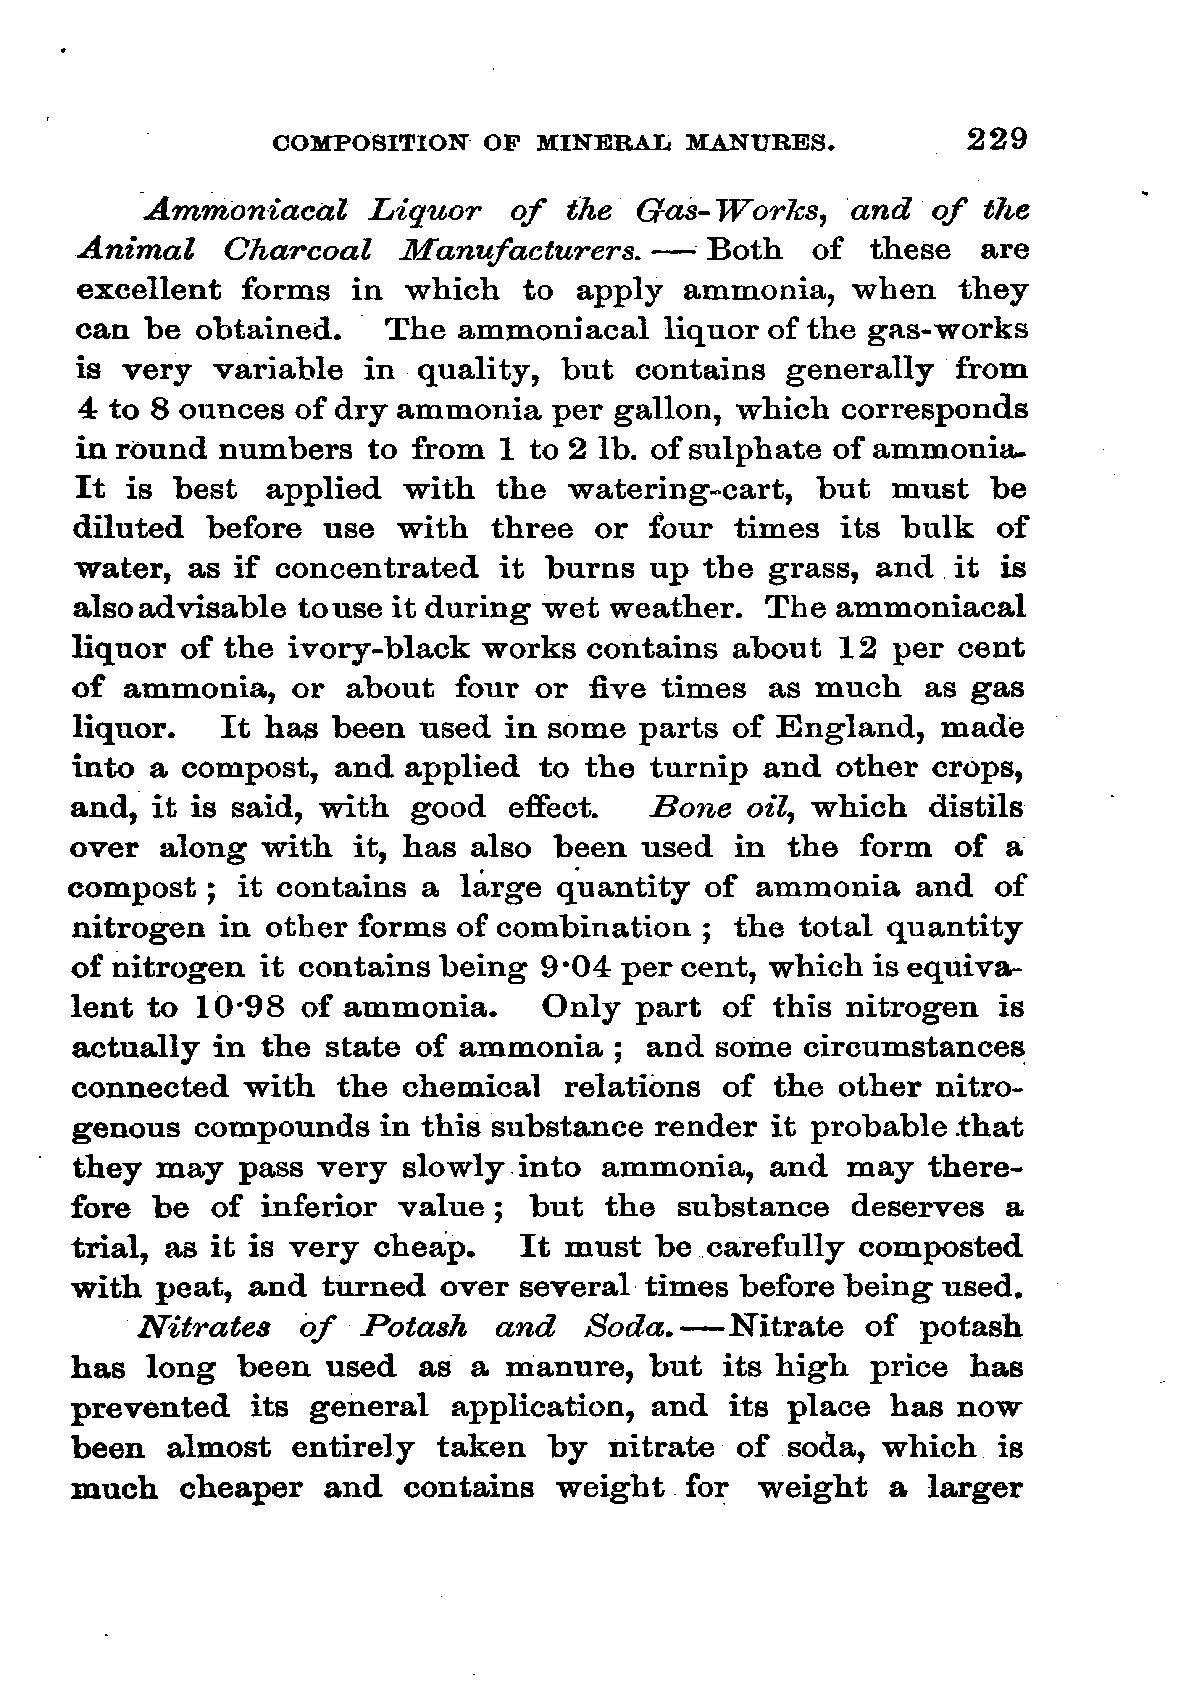 COMPOSITION OF MINERAL MANURES. 229
Ammoniacal Liquor of the Gas-Works, and of the
Animal Charcoal Manufacturers. — Both of these are
excellent forms in which to apply ammonia, when they
can be obtained. The ammoniacal liquor of the gas-works
is very variable in quality, but contains generally from
4 to 8 ounces of dry ammonia per gallon, which corresponds
in round numbers to from 1 to 2 lb. of sulphate of ammonia.
It is best applied with the watering-cart, but must be
diluted before use with three or four times its bulk of
water, as if concentrated it burns up the grass, and it is
also advisable to use it during wet weather. The ammoniacal
liquor of the ivory-black works contains about 12 per cent
of ammonia, or about four or five times as much as gas
liquor. It has been used in some parts of England, made
into a compost, and applied to the turnip and other crops,
and, it is said, with good effect. Bone oil, which distils
over along with it, has also been used in the form of a
compost ; it contains a large quantity of ammonia and of
nitrogen in other forms of combination ; the total quantity
of nitrogen it contains being 9·04 per cent, which is equiva-
lent to 10·98 of ammonia. Only part of this nitrogen is
actually in the state of ammonia ; and some circumstances
connected with the chemical relations of the other nitro-
genous compounds in this substance render it probable that
they may pass very slowly into ammonia, and may there-
fore be of inferior value ; but the substance deserves a
trial, as it is very cheap. It must be carefully composted
with peat, and turned over several times before being used.
Nitrates of Potash and Soda.—Nitrate of potash
has long been used as a manure, but its high price has
prevented its general application, and its place has now
been almost entirely taken by nitrate of soda, which is
much cheaper and contains weight for weight a larger